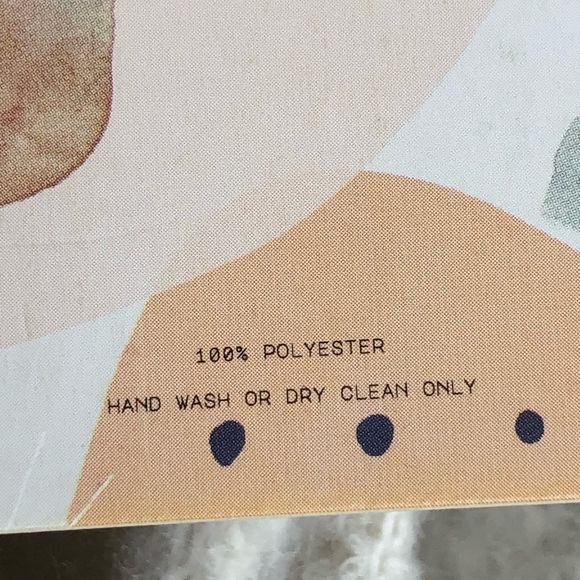 100% POLYESTER
HAND WASH OR DRY CLEAN ONLY